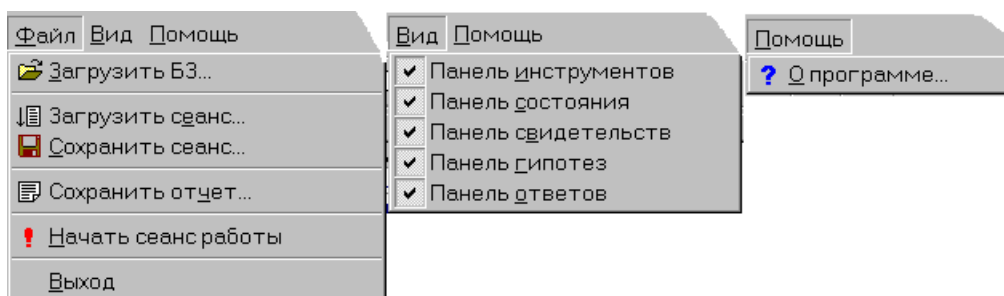 Файл Вид Помощь
Загрузить БЗ...
Загрузить сеанс...
Сохранить сеанс...
Сохранить отчет...
Начать сеанс работы
Выход
Вид Помощь
Панель инструментов
Панель состояния
Панель свидетельств
Панель гипотез
Панель ответов
Помощь
О программе...